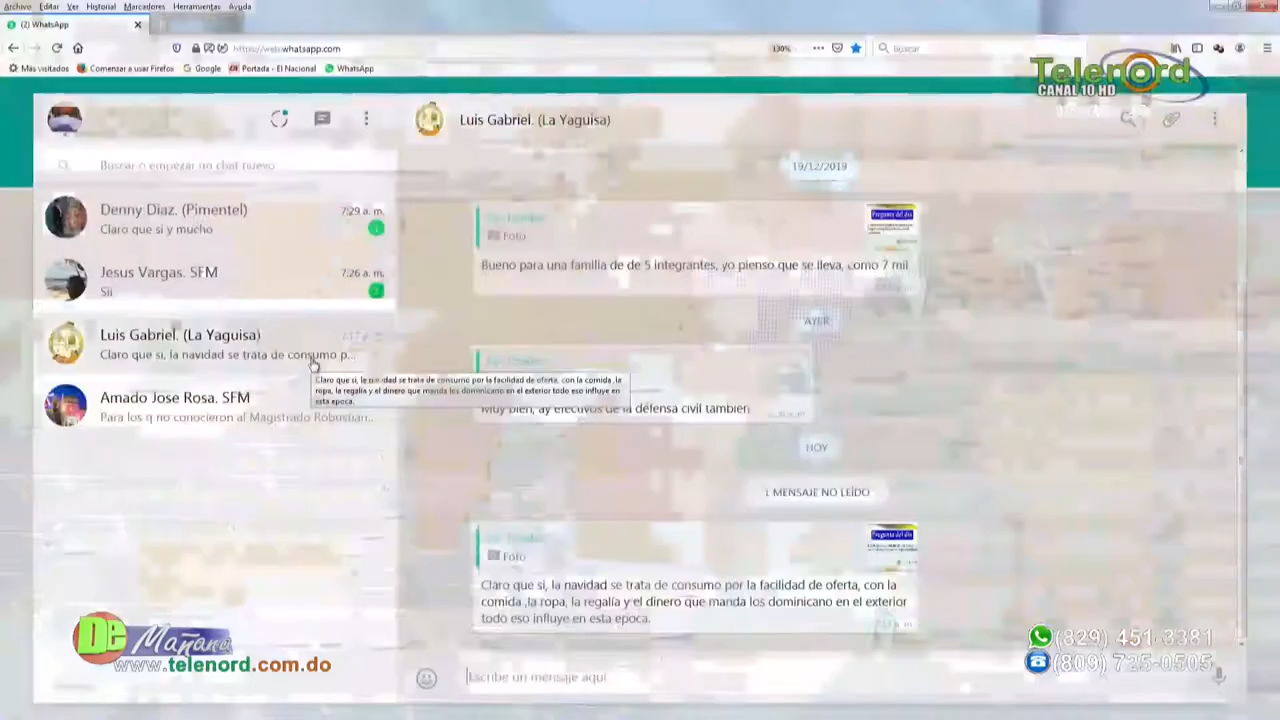 Archivo Editar Ver Historial Marcadores Herramientas Ayuda
(2) WhatsApp
https://web.whatsapp.com
130%
Buscar
Más visitados Comenzar a usar Firefox Google Portada - El Nacional WhatsApp
Telenord
CANAL 10 HD
Luis Gabriel. (La Yaguisa)
Buscar o empezar un chat nuevo
19/12/2019
Denny Diaz. (Pimentel)
7:29 a. m.
Claro que si y mucho
Jesus Vargas. SFM
7:26 a. m.
Sii
Luis Gabriel. (La Yaguisa)
Claro que si, la navidad se trata de consumo p...
Claro que si, la navidad se trata de consumo por la facilidad de oferta, con la comida ,la
ropa, la regalía y el dinero que manda los dominicano en el exterior todo eso influye en
esta epoca.
Amado Jose Rosa. SFM
Para los q no conocieron al Magistrado Robustian...
Pregunta del día
Foto
Bueno para una familia de de 5 integrantes, yo pienso que se lleva, como 7 mil
AYER
Muy bien, ay efectivos de la defensa civil tambien
HOY
1 MENSAJE NO LEÍDO
Pregunta del día
Foto
Claro que si, la navidad se trata de consumo por la facilidad de oferta, con la
comida ,la ropa, la regalía y el dinero que manda los dominicano en el exterior
todo eso influye en esta epoca.
Escribe un mensaje aquí
De Mañana
www.telenord.com.do
(829) 451-3381
(809) 725-0505